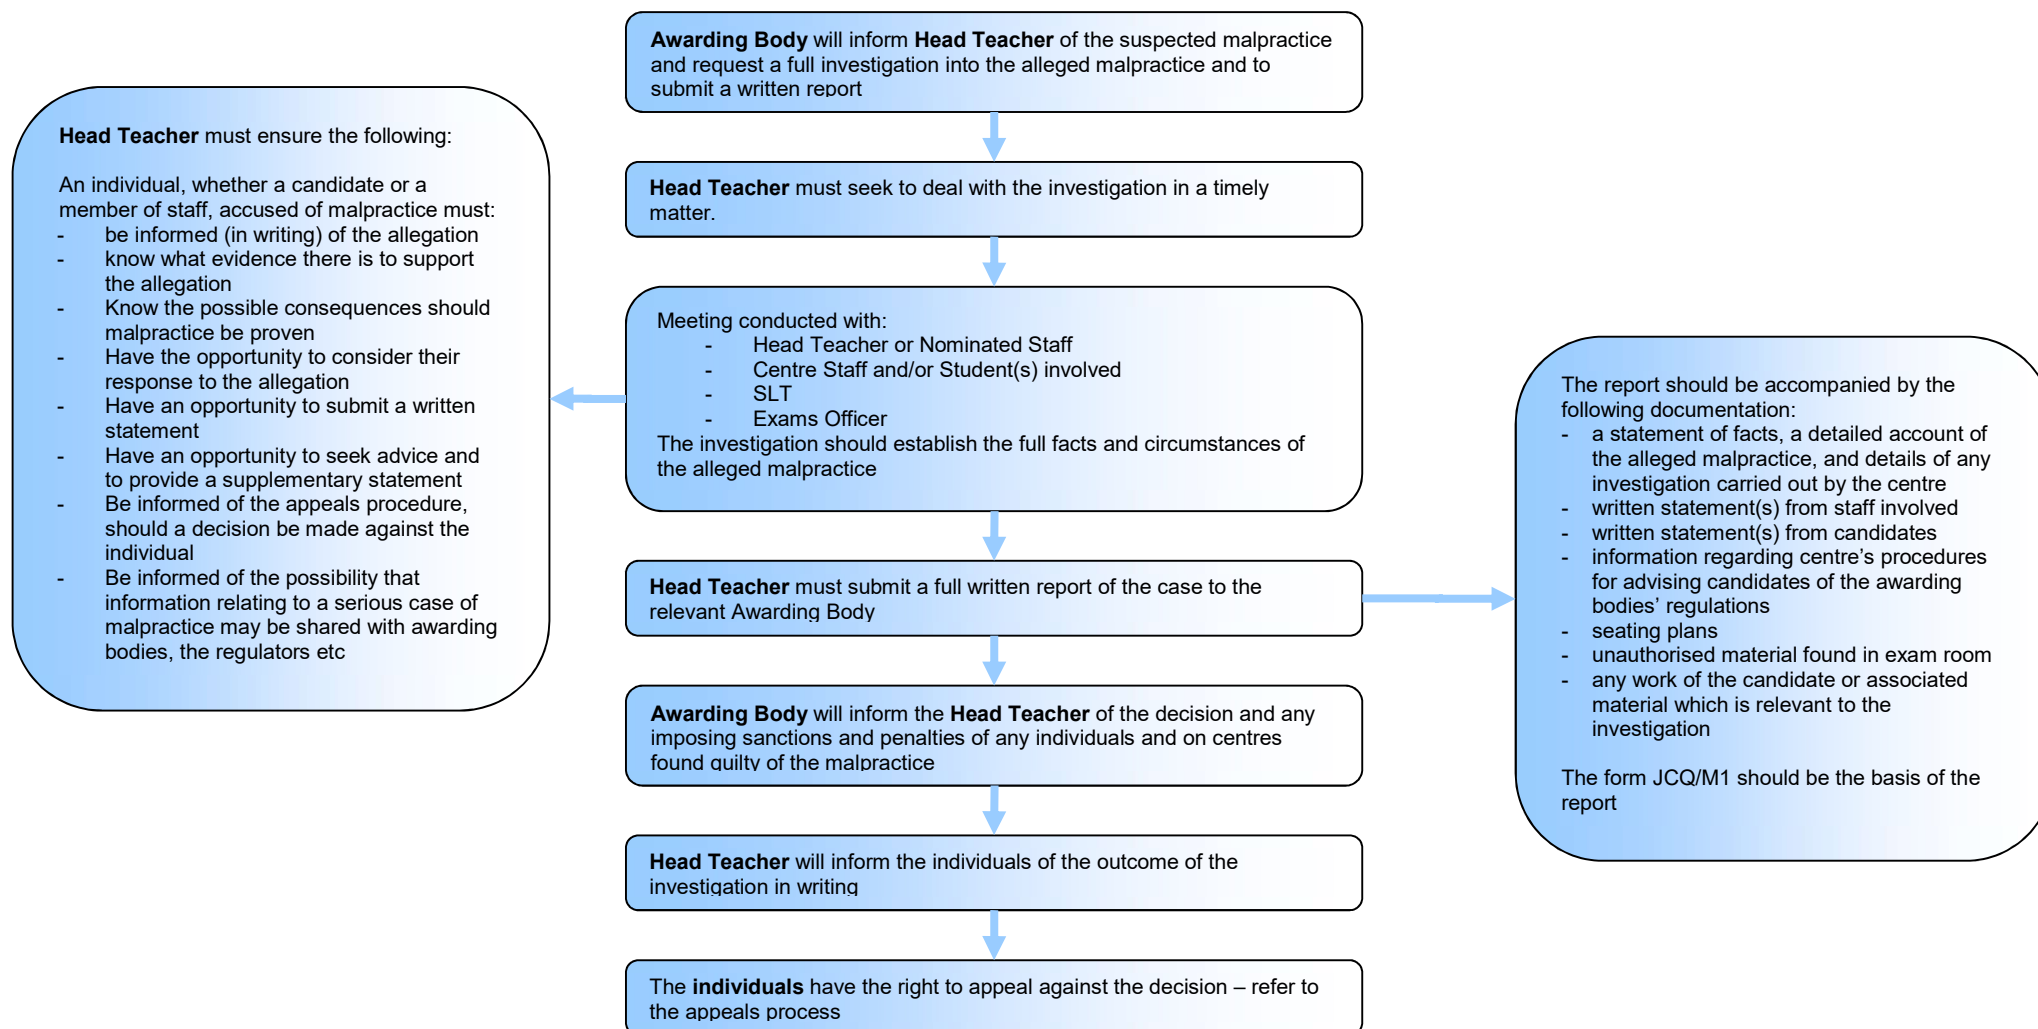 Awarding Body will inform Head Teacher of the suspected malpractice
and request a full investigation into the alleged malpractice and to
submit a written report
Head Teacher must seek to deal with the investigation in a timely
matter.
Meeting conducted with:
- Head Teacher or Nominated Staff
- Centre Staff and/or Student(s) involved
- SLT
- Exams Officer
The investigation should establish the full facts and circumstances of
the alleged malpractice
Head Teacher must ensure the following:
An individual, whether a candidate or a
member of staff, accused of malpractice must:
- be informed (in writing) of the allegation
- know what evidence there is to support
the allegation
- Know the possible consequences should
malpractice be proven
- Have the opportunity to consider their
response to the allegation
- Have an opportunity to submit a written
statement
- Have an opportunity to seek advice and
to provide a supplementary statement
- Be informed of the appeals procedure,
should a decision be made against the
individual
- Be informed of the possibility that
information relating to a serious case of
malpractice may be shared with awarding
bodies, the regulators etc
Head Teacher must submit a full written report of the case to the
relevant Awarding Body
The report should be accompanied by the
following documentation:
- a statement of facts, a detailed account of
the alleged malpractice, and details of any
investigation carried out by the centre
- written statement(s) from staff involved
- written statement(s) from candidates
- information regarding centre’s procedures
for advising candidates of the awarding
bodies’ regulations
- seating plans
- unauthorised material found in exam room
- any work of the candidate or associated
material which is relevant to the
investigation
The form JCQ/M1 should be the basis of the
report
Awarding Body will inform the Head Teacher of the decision and any
imposing sanctions and penalties of any individuals and on centres
found guilty of the malpractice
Head Teacher will inform the individuals of the outcome of the
investigation in writing
The individuals have the right to appeal against the decision – refer to
the appeals process